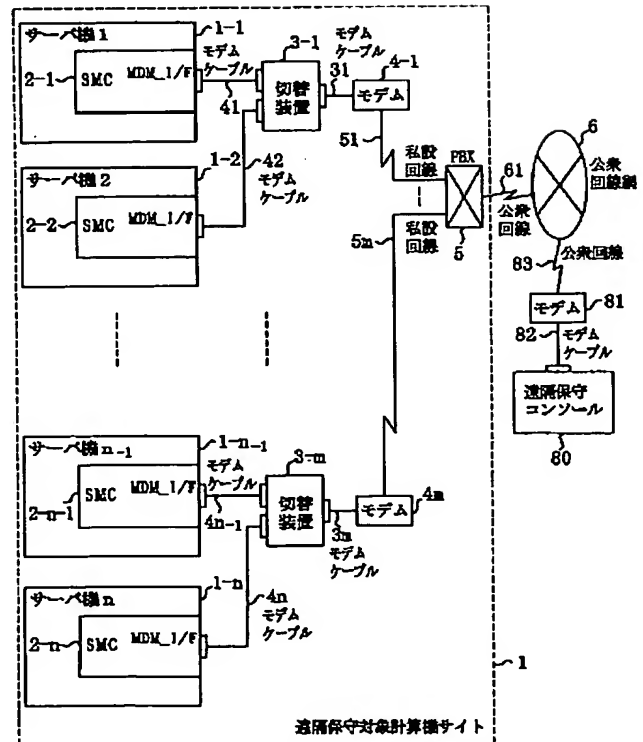 サーバ機1
1-1
2-1
SMC
MDM_I/F
モデム
ケーブル
41
3-1
切替
装置
モデム
ケーブル
31
4-1
モデム
サーバ機2
1-2
2-2
SMC
MDM_I/F
42
モデム
ケーブル
51
私設
回線
PBX
5
私設
回線
5m
61
公衆
回線
6
公衆
回線網
83
公衆回線
モデム
81
82
モデム
ケーブル
遠隔保守
コンソール
80
サーバ機n-1
1-n-1
2-n-1
SMC
MDM_I/F
モデム
ケーブル
4n-1
3-m
切替
装置
3m
モデム
ケーブル
モデム
4m
サーバ機n
1-n
2-n
SMC
MDM_I/F
4n
モデム
ケーブル
1
遠隔保守対象計算機サイト